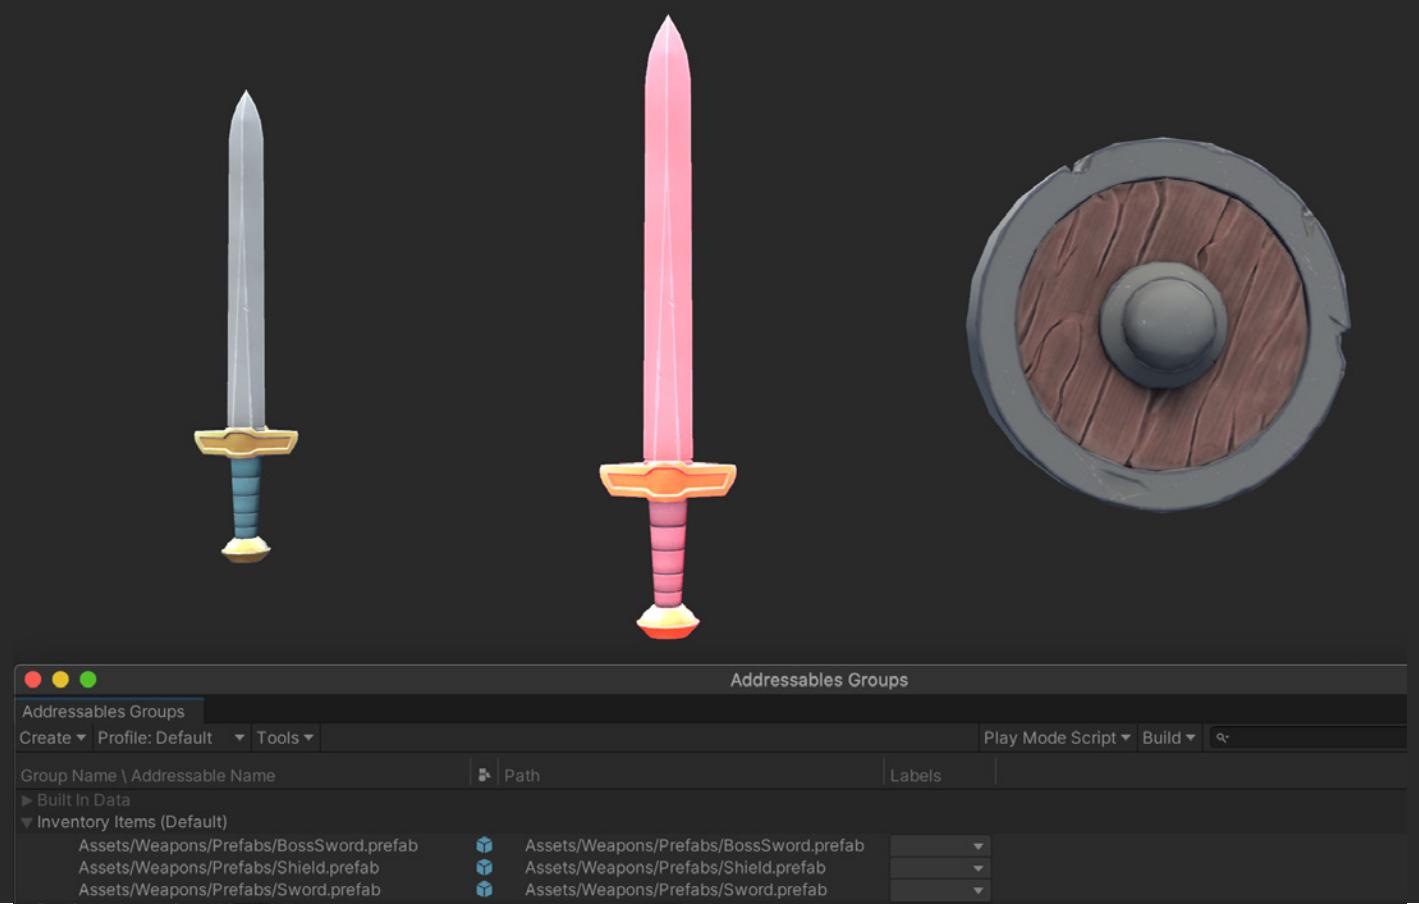 Addressables Groups
Addressables Groups
Create Profile: Default Tools Play Mode Script Build
Group Name \ Addressable Name Path Labels
Built In Data
Inventory Items (Default)
Assets/Weapons/Prefabs/BossSword.prefab Assets/Weapons/Prefabs/BossSword.prefab
Assets/Weapons/Prefabs/Shield.prefab Assets/Weapons/Prefabs/Shield.prefab
Assets/Weapons/Prefabs/Sword.prefab Assets/Weapons/Prefabs/Sword.prefab